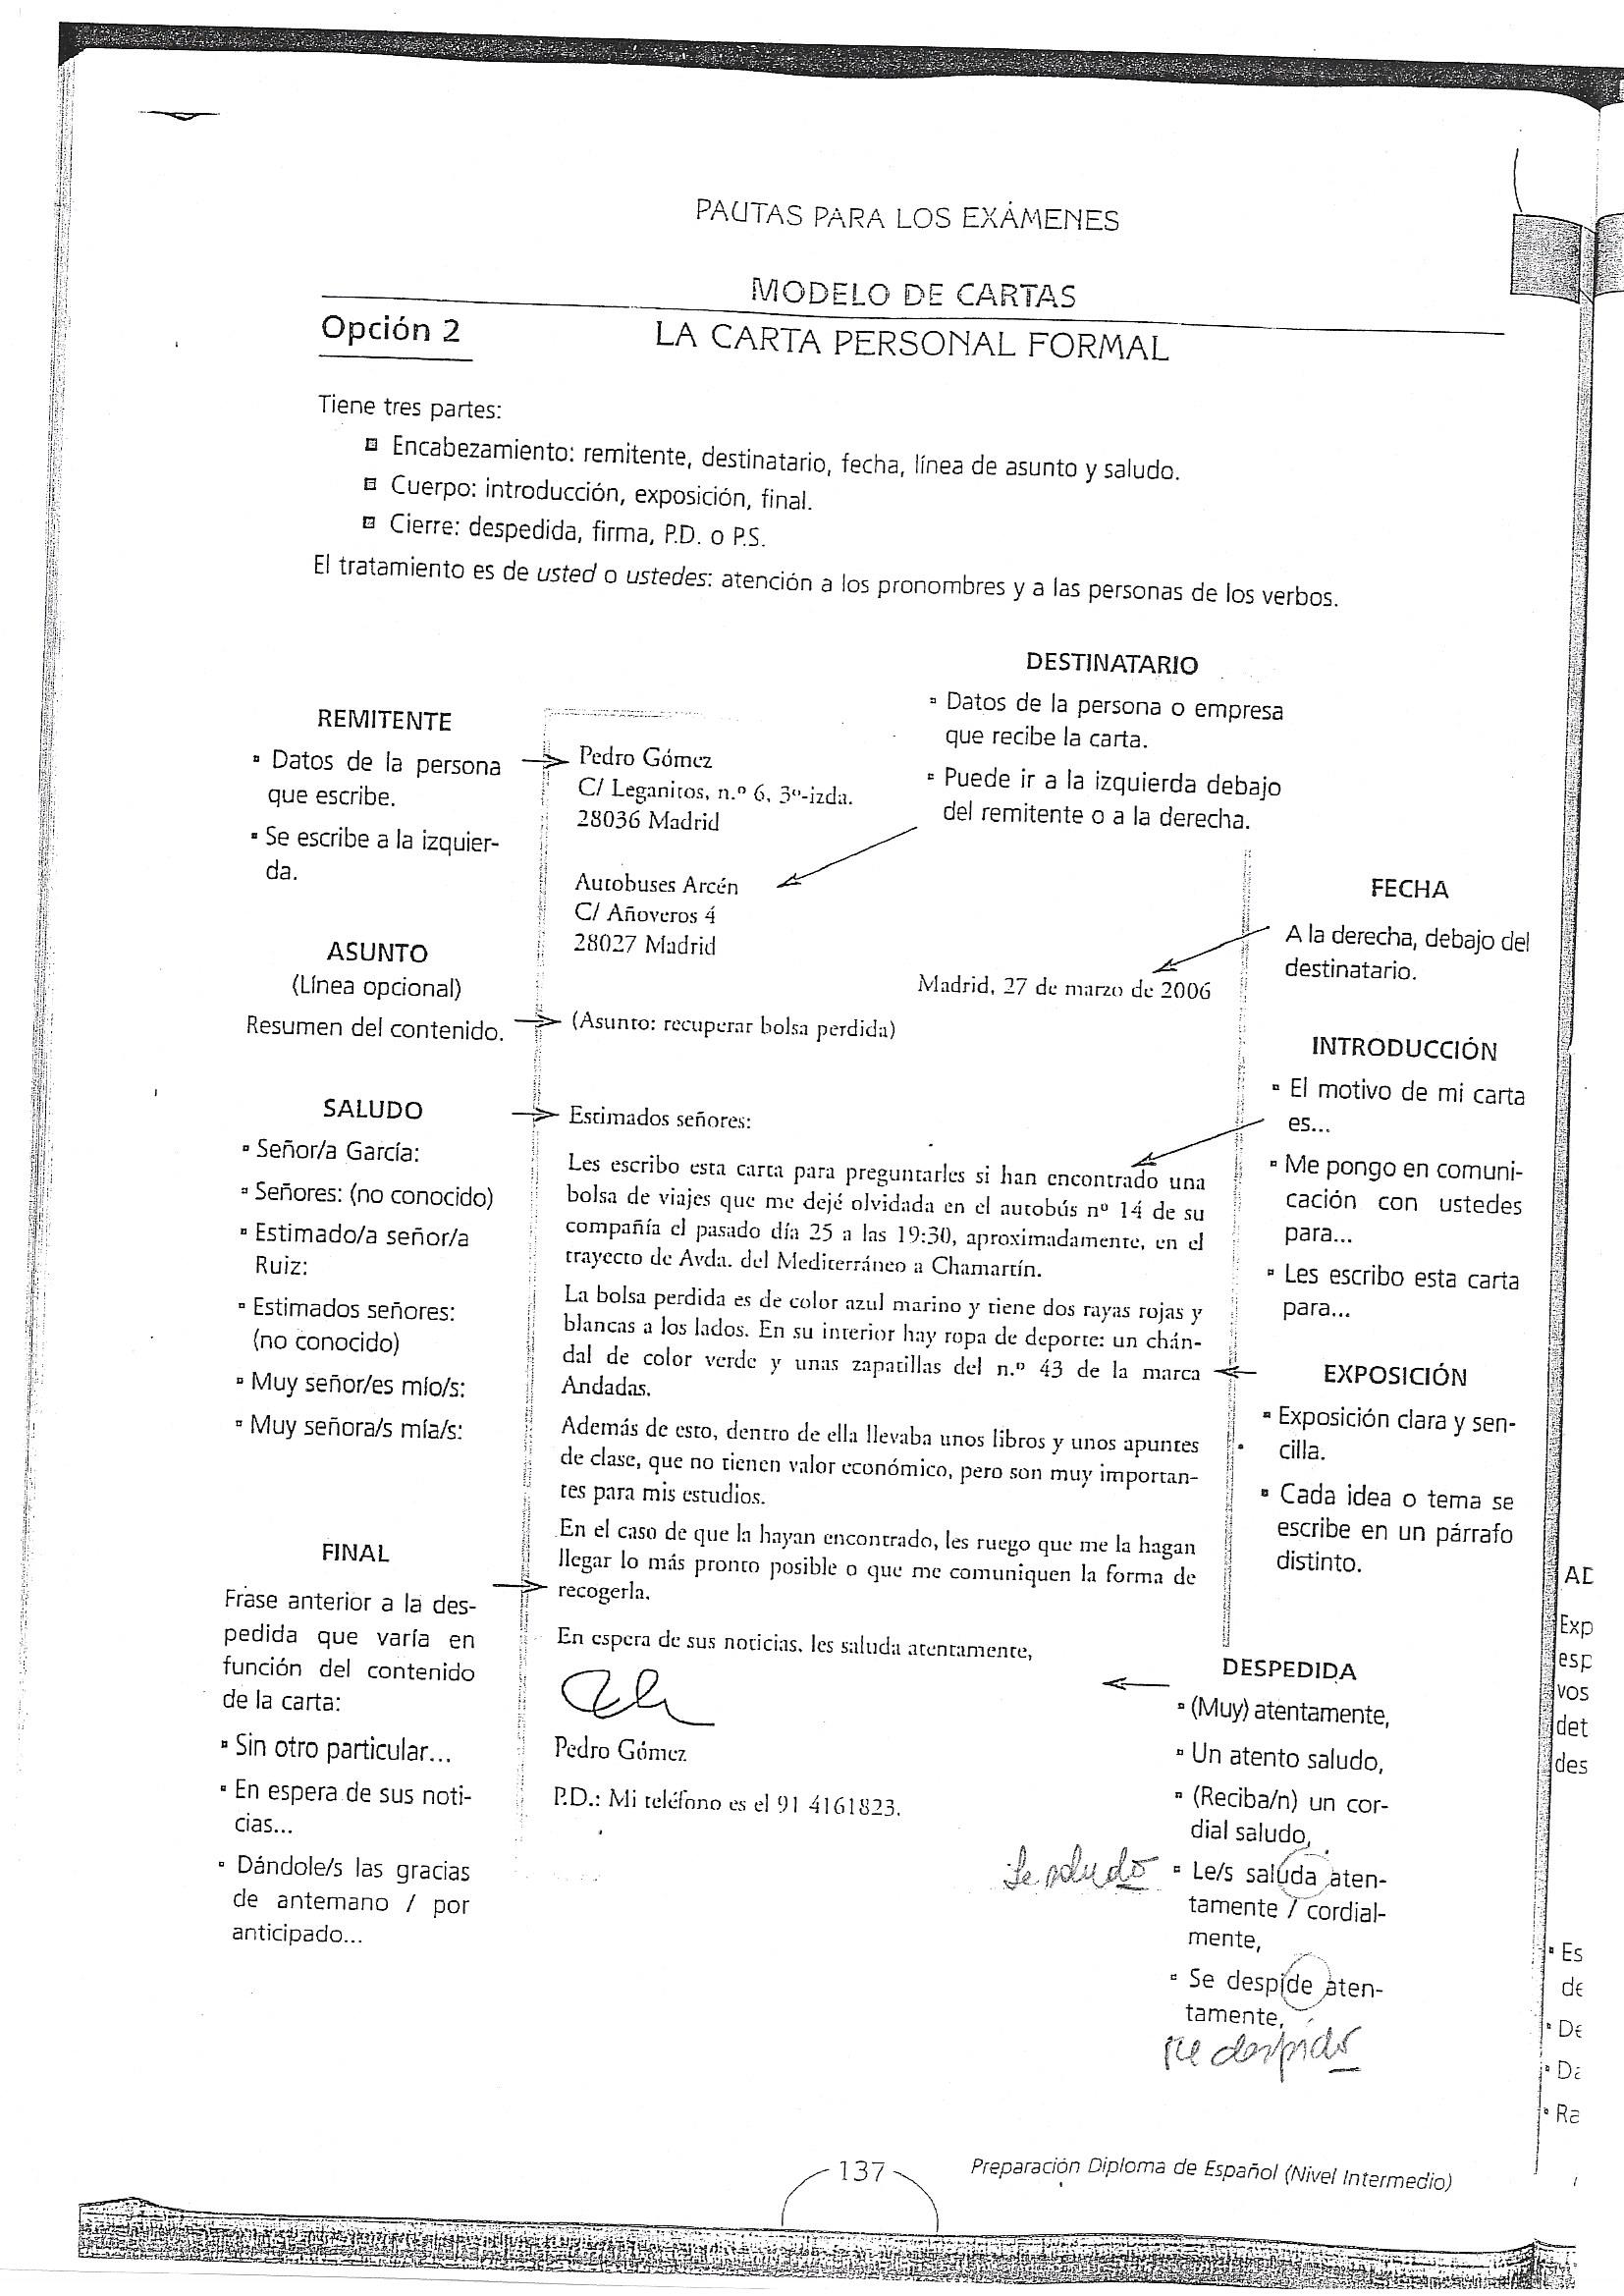 PAUTAS PARA LOS EXÁMENES
MODELO DE CARTAS
Opción 2
LA CARTA PERSONAL FORMAL
Tiene tres partes:
▫ Encabezamiento: remitente, destinatario, fecha, línea de asunto y saludo.
▫ Cuerpo: introducción, exposición, final.
▫ Cierre: despedida, firma, P.D. o P.S.
El tratamiento es de usted o ustedes: atención a los pronombres y a las personas de los verbos.
DESTINATARIO
▫ Datos de la persona o empresa
que recibe la carta.
▫ Puede ir a la izquierda debajo
del remitente o a la derecha.
REMITENTE
▫ Datos de la persona
que escribe.
▫ Se escribe a la izquier-
da.
ASUNTO
(Línea opcional)
Resumen del contenido.
SALUDO
▫ Señor/a García:
▫ Señores: (no conocido)
▫ Estimado/a señor/a
Ruiz:
▫ Estimados señores:
(no conocido)
▫ Muy señor/es mío/s:
▫ Muy señora/s mía/s:
FINAL
Frase anterior a la des-
pedida que varía en
función del contenido
de la carta:
▫ Sin otro particular...
▫ En espera de sus noti-
cias...
▫ Dándole/s las gracias
de antemano / por
anticipado...
Pedro Gómez
C/ Leganitos, n.º 6, 3º-izda.
28036 Madrid
Autobuses Arcén
C/ Añoveros 4
28027 Madrid
Madrid, 27 de marzo de 2006
(Asunto: recuperar bolsa perdida)
Estimados señores:
Les escribo esta carta para preguntarles si han encontrado una
bolsa de viajes que me dejé olvidada en el autobús nº 14 de su
compañía el pasado día 25 a las 19:30, aproximadamente, en el
trayecto de Avda. del Mediterráneo a Chamartín.
La bolsa perdida es de color azul marino y tiene dos rayas rojas y
blancas a los lados. En su interior hay ropa de deporte: un chán-
dal de color verde y unas zapatillas del n.º 43 de la marca
Andadas.
Además de esto, dentro de ella llevaba unos libros y unos apuntes
de clase, que no tienen valor económico, pero son muy importan-
tes para mis estudios.
En el caso de que la hayan encontrado, les ruego que me la hagan
llegar lo más pronto posible o que me comuniquen la forma de
recogerla.
En espera de sus noticias, les saluda atentamente,
Pedro Gómez
P.D.: Mi teléfono es el 91 4161823.
FECHA
A la derecha, debajo del
destinatario.
INTRODUCCIÓN
▫ El motivo de mi carta
es...
▫ Me pongo en comuni-
cación con ustedes
para...
▫ Les escribo esta carta
para...
EXPOSICIÓN
▫ Exposición clara y sen-
cilla.
▫ Cada idea o tema se
escribe en un párrafo
distinto.
DESPEDIDA
▫ (Muy) atentamente,
▫ Un atento saludo,
▫ (Reciba/n) un cor-
dial saludo,
Le saludo
▫ Le/s saluda aten-
tamente / cordial-
mente,
▫ Se despide aten-
tamente,
me despido
Exp
esp
vos
det
des
▫ Es
de
▫ De
▫ Da
▫ Ra
137
Preparación Diploma de Español (Nivel Intermedio)